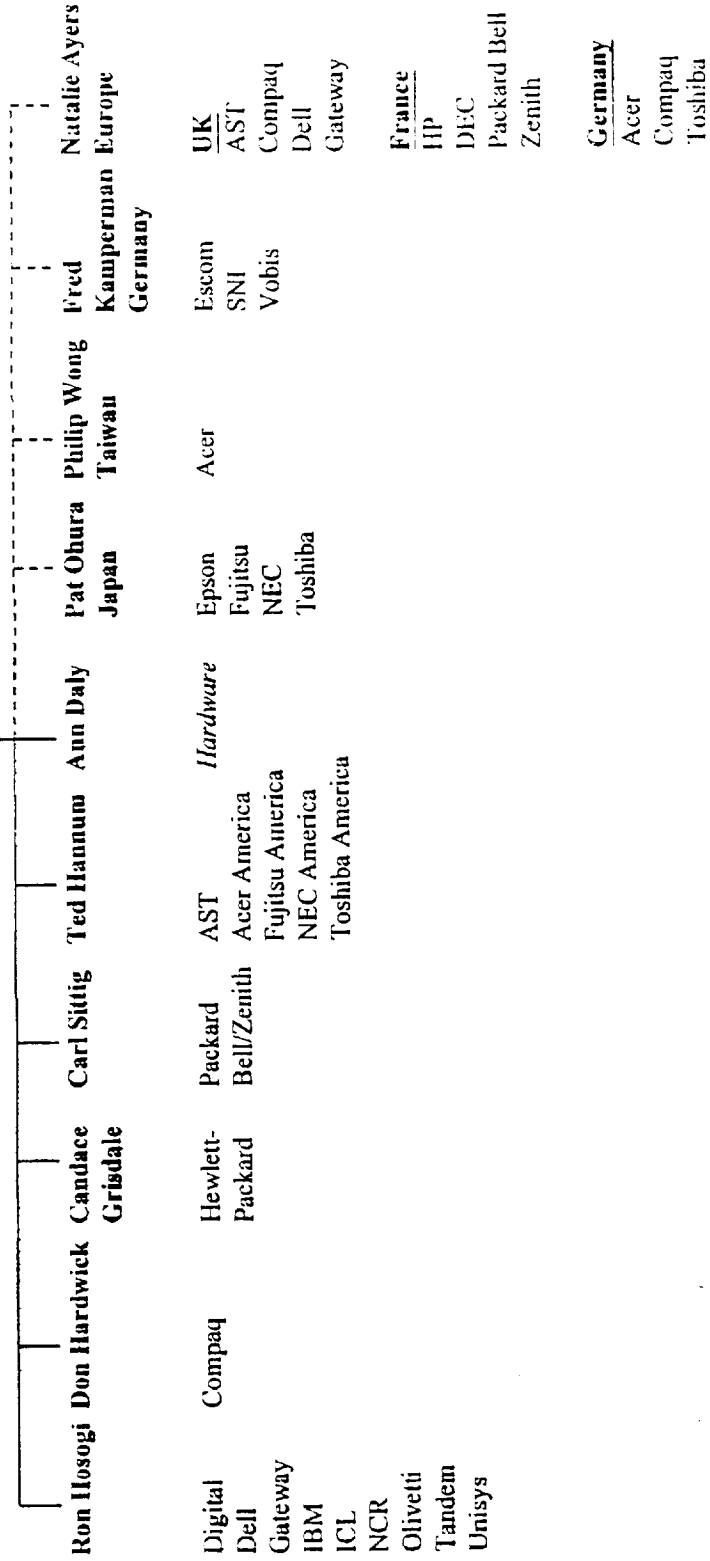 Ron Hosogi
Digital
Dell
Gateway
IBM
ICL
NCR
Olivetti
Tandem
Unisys
Don Hardwick
Compaq
Candace
Grisdale
Hewlett-
Packard
Carl Sittig
Packard
Bell/Zenith
Ted Hannum
AST
Acer America
Fujitsu America
NEC America
Toshiba America
Ann Daly
Hardware
Pat Ohura
Japan
Epson
Fujitsu
NEC
Toshiba
Philip Wong
Taiwan
Acer
Fred
Kamperman
Germany
Escom
SNI
Vobis
Natalie Ayers
Europe
UK
AST
Compaq
Dell
Gateway
France
HP
DEC
Packard Bell
Zenith
Germany
Acer
Compaq
Toshiba